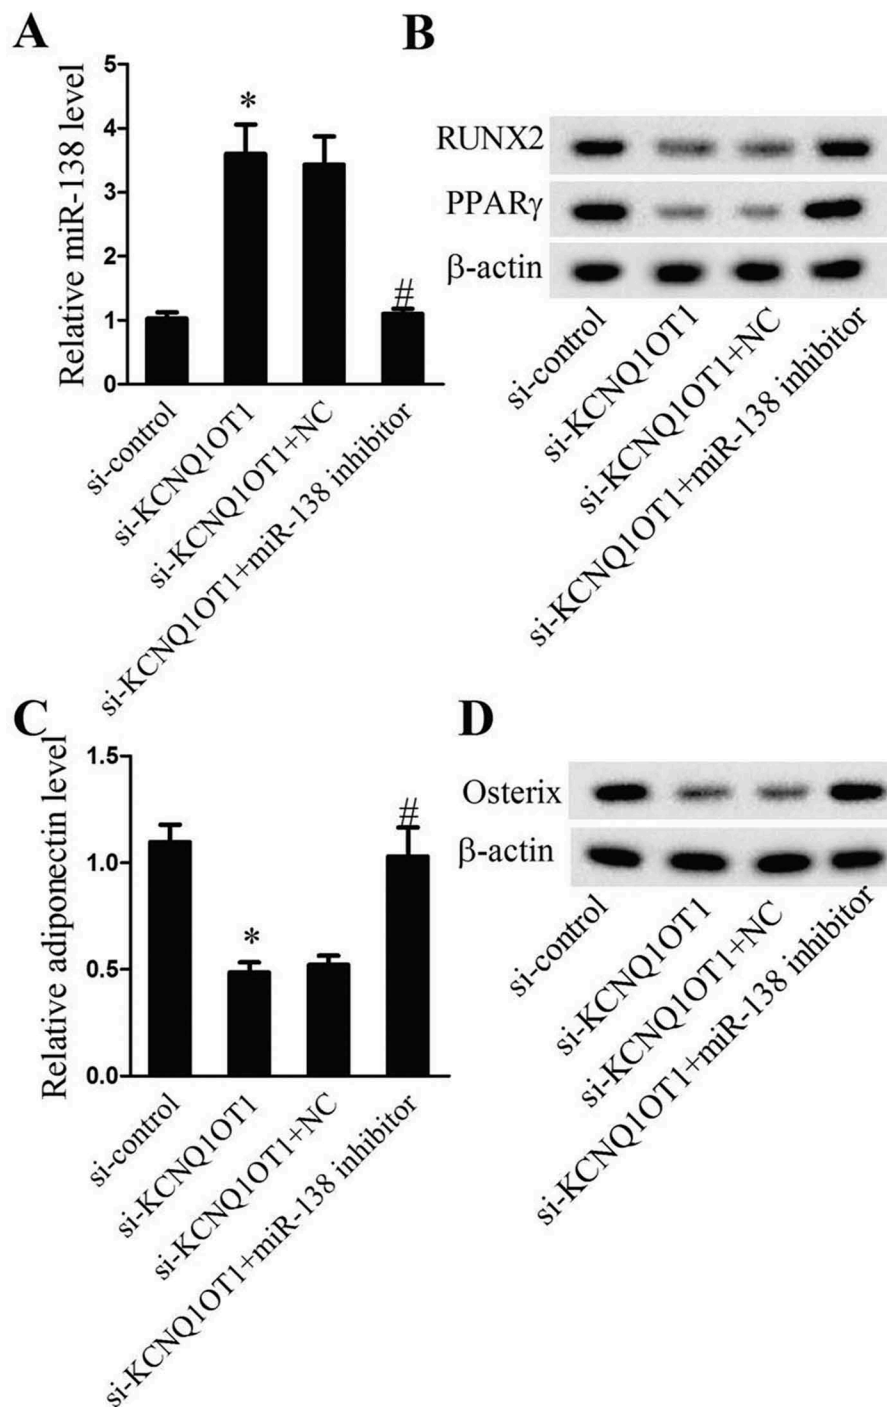 A
Relative miR-138 level
5
4
3
2
1
0
*
#
si-control
si-KCNQ1OT1
si-KCNQ1OT1+NC
si-KCNQ1OT1+miR-138 inhibitor
B
RUNX2
PPARγ
β-actin
si-control
si-KCNQ1OT1
si-KCNQ1OT1+NC
si-KCNQ1OT1+miR-138 inhibitor
C
Relative adiponectin level
1.5
1.0
0.5
0.0
*
#
si-control
si-KCNQ1OT1
si-KCNQ1OT1+NC
si-KCNQ1OT1+miR-138 inhibitor
D
Osterix
β-actin
si-control
si-KCNQ1OT1
si-KCNQ1OT1+NC
si-KCNQ1OT1+miR-138 inhibitor